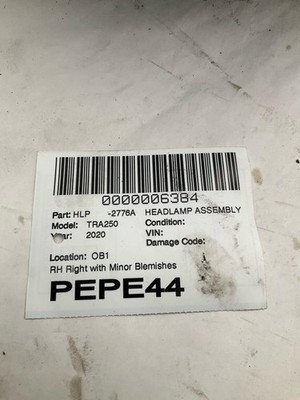 0000006384
Part: HLP -2776A HEADLAMP ASSEMBLY
Model: TRA250 Condition:
Year: 2020 VIN:
Damage Code:
Location: OB1
RH Right with Minor Blemishes
PEPE44